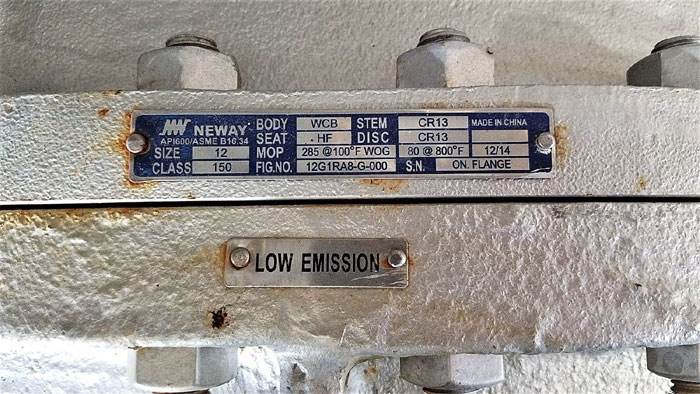 NEWAY BODY WCB STEM CR13 MADE IN CHINA
API600/ASME B16.34 SEAT HF DISC CR13
SIZE 12 MOP 285 @100°F WOG 80 @ 800°F 12/14
CLASS 150 FIG.NO. 12G1RA8-G-000 S.N. ON. FLANGE
LOW EMISSION